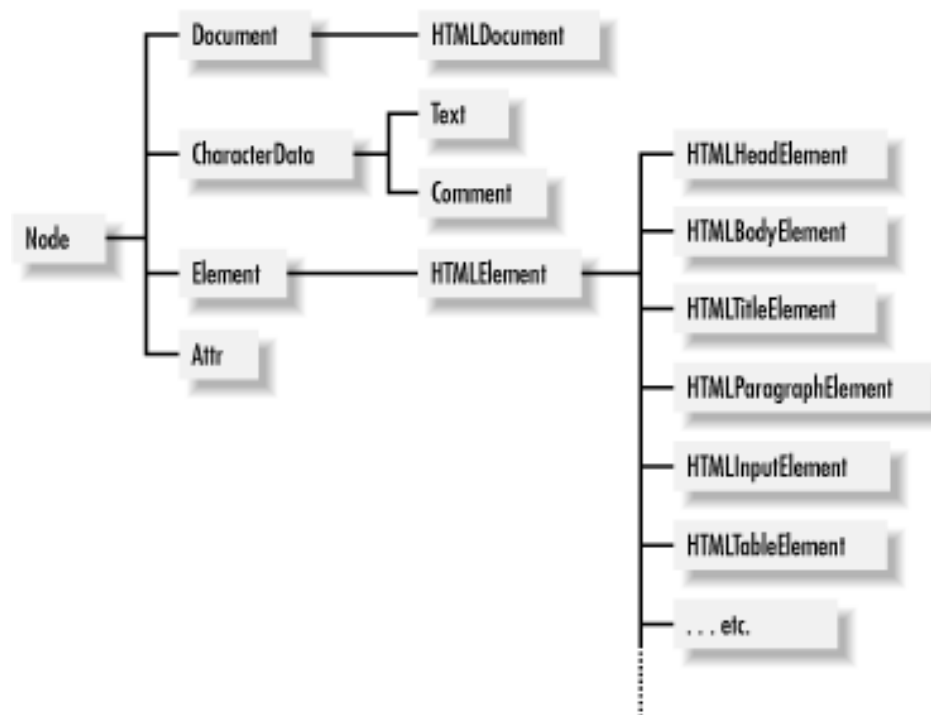 Document
HTMLDocument
Text
CharacterData
HTMLHeadElement
Comment
HTMLBodyElement
Node
Element
HTMLElement
HTMLTitleElement
Attr
HTMLParagraphElement
HTMLInputElement
HTMLTableElement
. . . etc.